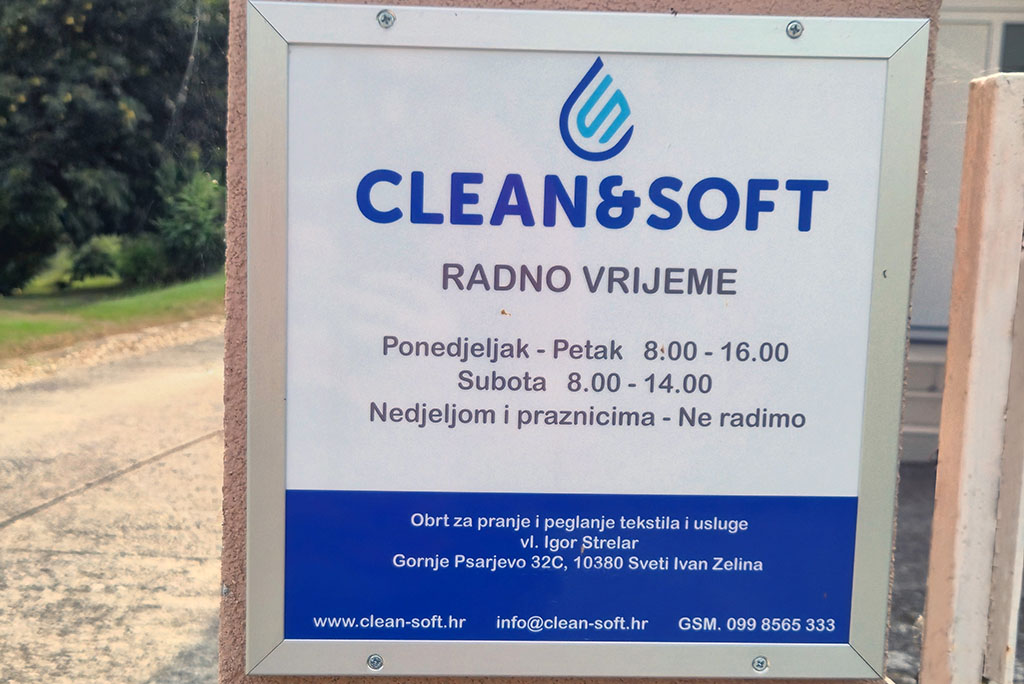 CLEAN&SOFT
RADNO VRIJEME
Ponedjeljak - Petak 8:00 - 16.00
Subota 8.00 - 14.00
Nedjeljom i praznicima - Ne radimo
Obrt za pranje i peglanje tekstila i usluge
vl. Igor Strelar
Gornje Psarjevo 32C, 10380 Sveti Ivan Zelina
www.clean-soft.hr info@clean-soft.hr GSM. 099 8565 333